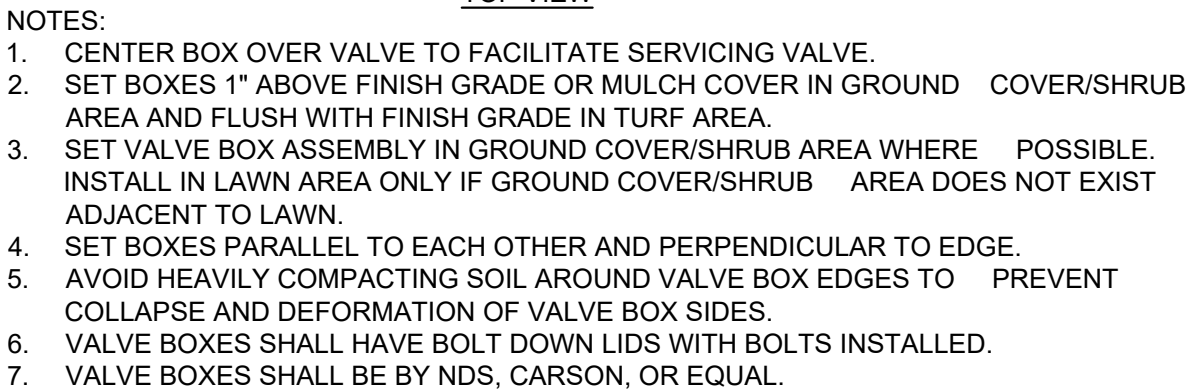 TOP VIEW
NOTES:
1. CENTER BOX OVER VALVE TO FACILITATE SERVICING VALVE.
2. SET BOXES 1" ABOVE FINISH GRADE OR MULCH COVER IN GROUND COVER/SHRUB
AREA AND FLUSH WITH FINISH GRADE IN TURF AREA.
3. SET VALVE BOX ASSEMBLY IN GROUND COVER/SHRUB AREA WHERE POSSIBLE.
INSTALL IN LAWN AREA ONLY IF GROUND COVER/SHRUB AREA DOES NOT EXIST
ADJACENT TO LAWN.
4. SET BOXES PARALLEL TO EACH OTHER AND PERPENDICULAR TO EDGE.
5. AVOID HEAVILY COMPACTING SOIL AROUND VALVE BOX EDGES TO PREVENT
COLLAPSE AND DEFORMATION OF VALVE BOX SIDES.
6. VALVE BOXES SHALL HAVE BOLT DOWN LIDS WITH BOLTS INSTALLED.
7. VALVE BOXES SHALL BE BY NDS, CARSON, OR EQUAL.